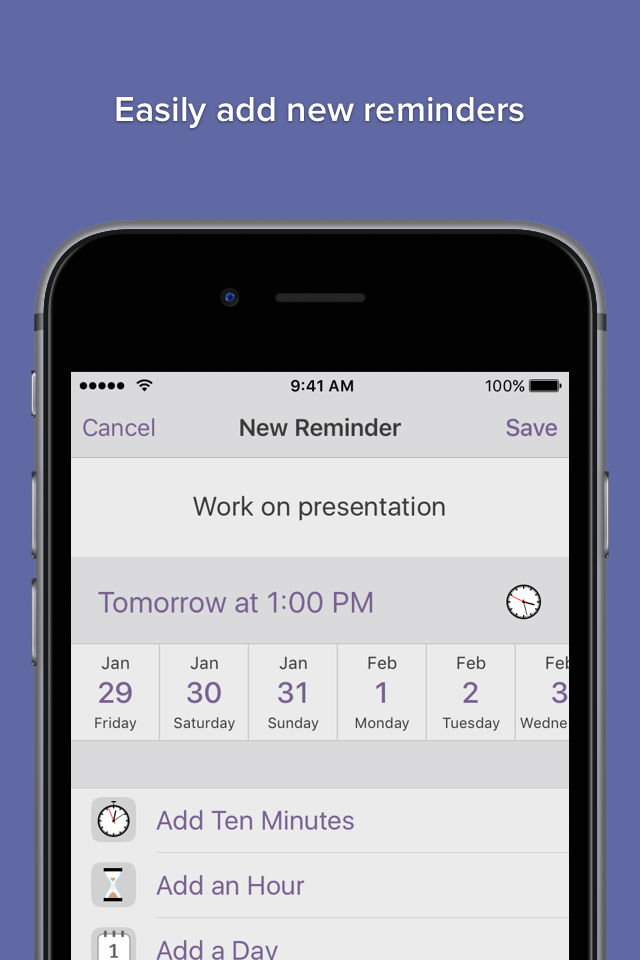 Easily add new reminders
9:41 AM
100%
Cancel
New Reminder
Save
Work on presentation
Tomorrow at 1:00 PM
Jan Jan Jan Feb Feb Feb
29 30 31 1 2 3
Friday Saturday Sunday Monday Tuesday Wedne
Add Ten Minutes
Add an Hour
1
Add a Day